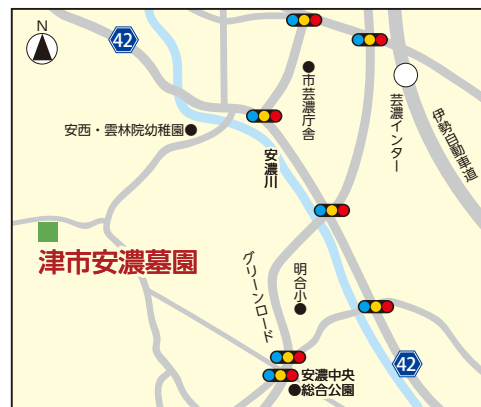 N
42
市芸濃庁舎
芸濃インター
伊勢自動車道
安西・雲林院幼稚園
安濃川
津市安濃墓園
グリーンロード
明合小
42
安濃中央
総合公園